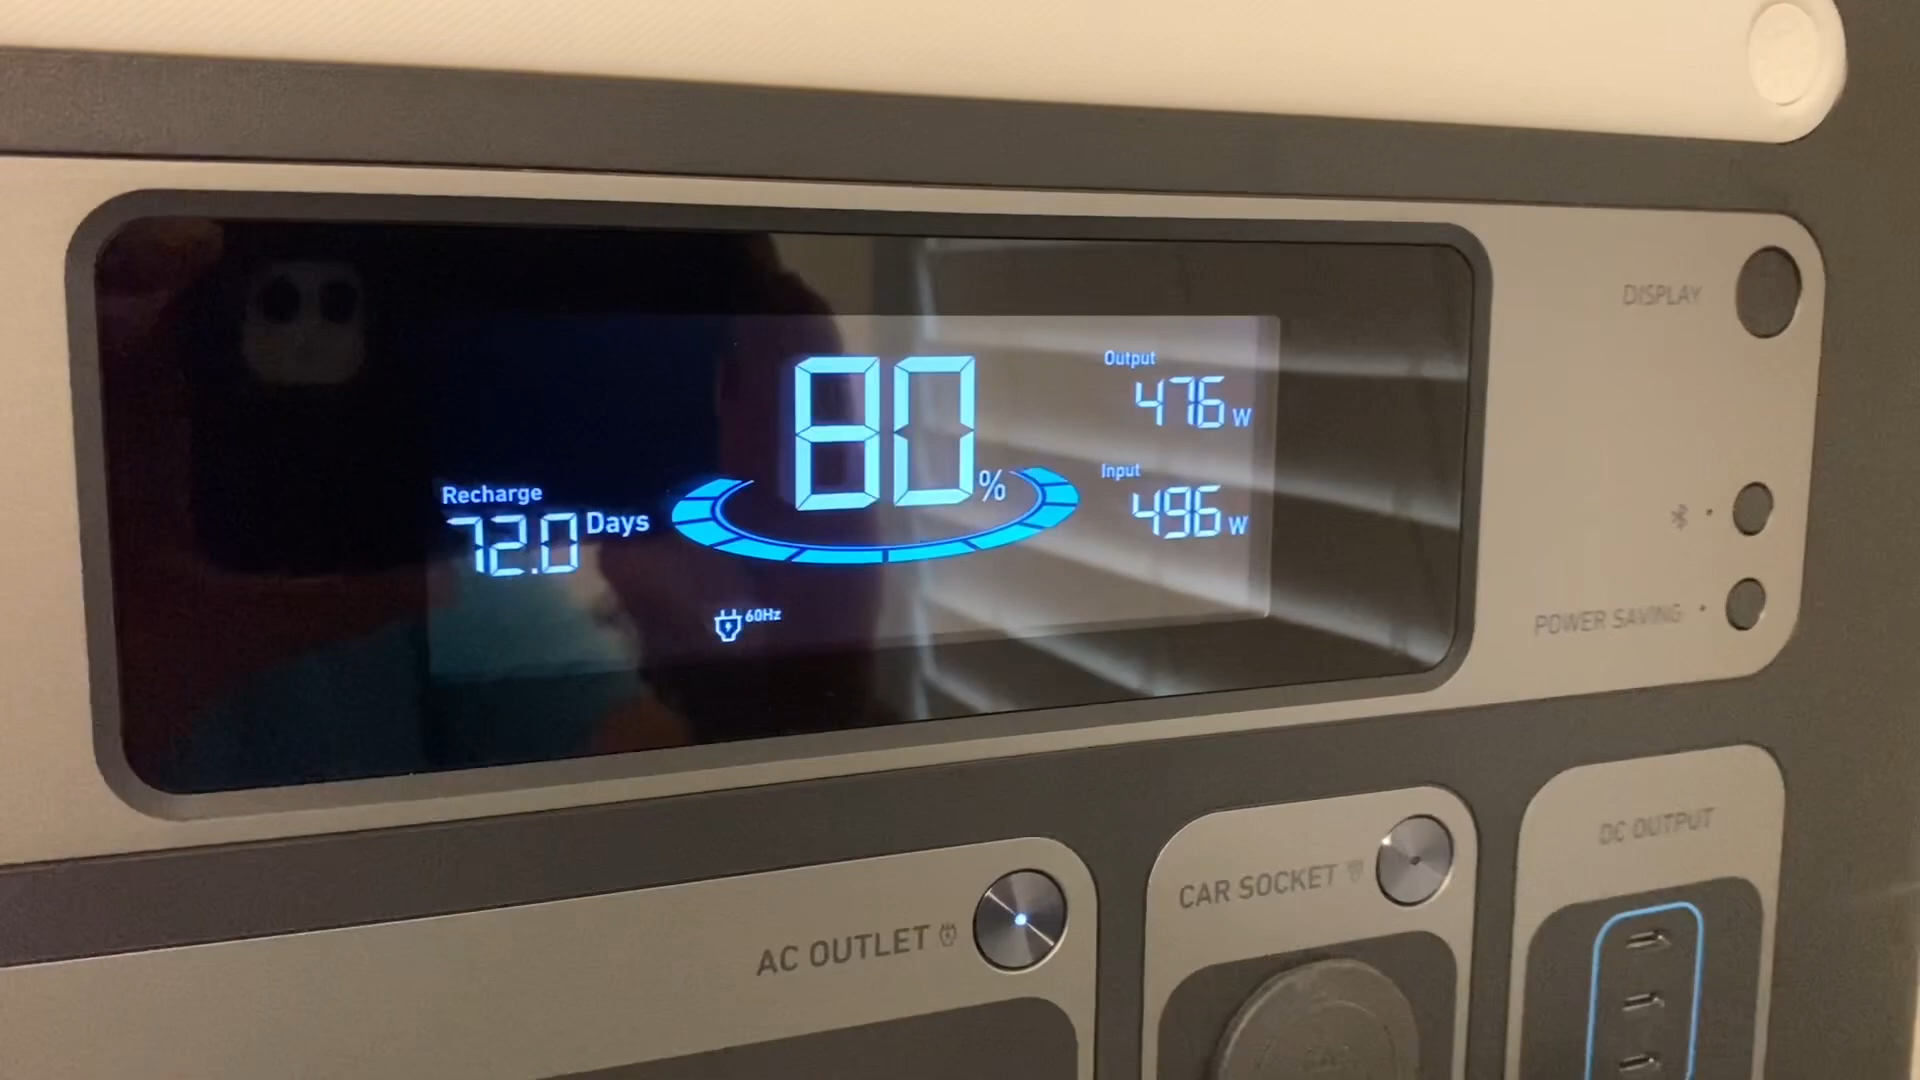 DISPLAY
80%
Output
476 W
Input
496 W
Recharge
72.0 Days
60Hz
POWER SAVING
AC OUTLET
CAR SOCKET
DC OUTPUT